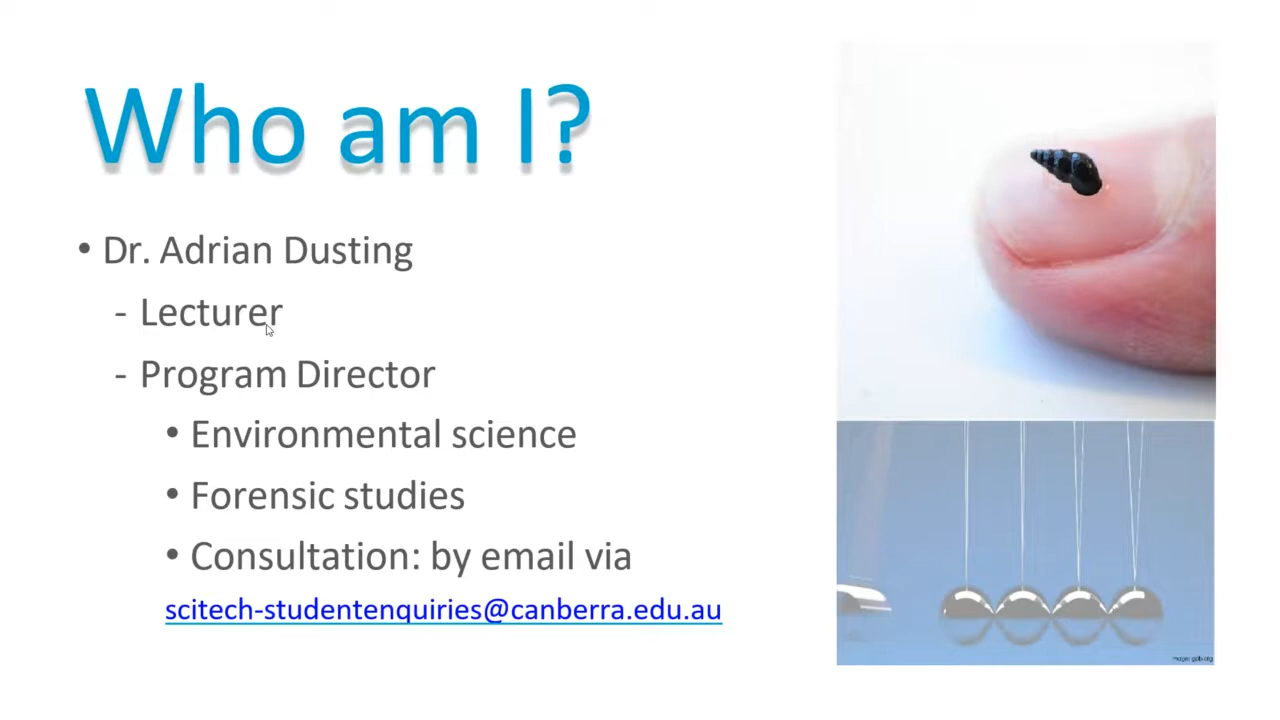 Who am I?
• Dr. Adrian Dusting
- Lecturer
- Program Director
• Environmental science
• Forensic studies
• Consultation: by email via
scitech-studentenquiries@canberra.edu.au